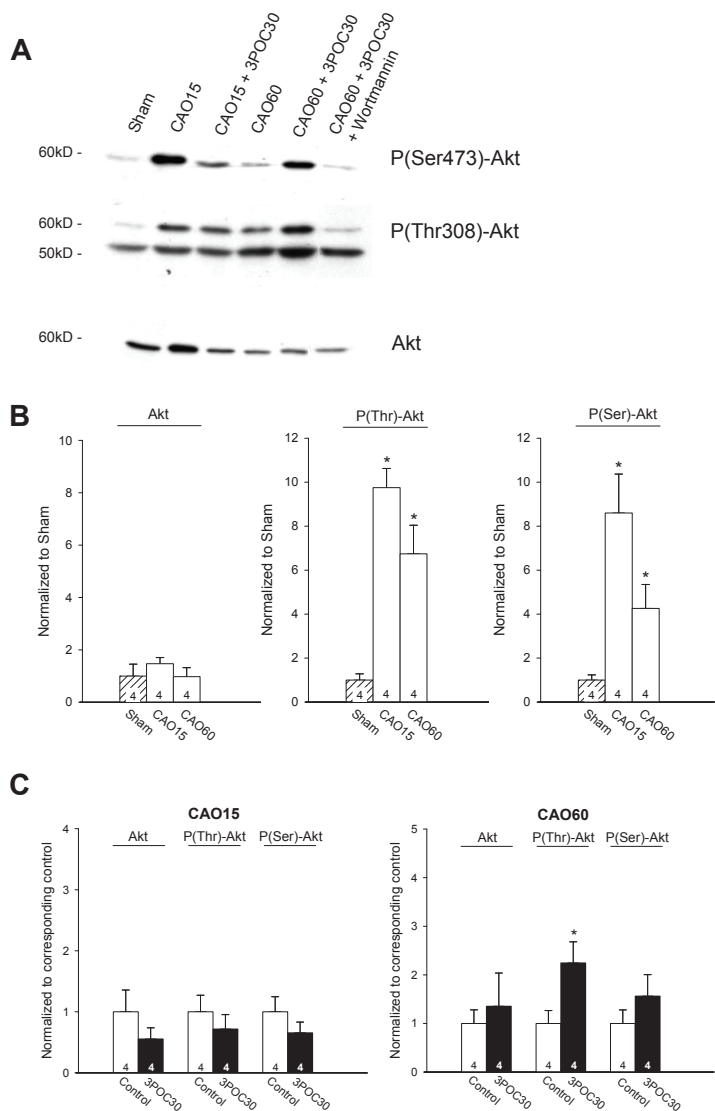 A
Sham
CAO15
CAO15 + 3POC30
CAO60
CAO60 + 3POC30
CAO60 + 3POC30
+ Wortmannin
60kD -
P(Ser473)-Akt
60kD -
P(Thr308)-Akt
50kD -
60kD -
Akt
B
Akt
Normalized to Sham
10
8
6
4
2
0
4
4
4
Sham
CAO15
CAO60
P(Thr)-Akt
Normalized to Sham
12
10
8
6
4
2
0
*
*
4
4
4
Sham
CAO15
CAO60
P(Ser)-Akt
Normalized to Sham
12
10
8
6
4
2
0
*
*
4
4
4
Sham
CAO15
CAO60
C
CAO15
Akt
P(Thr)-Akt
P(Ser)-Akt
Normalized to corresponding control
4
3
2
1
0
4
4
4
4
4
4
Control
3POC30
Control
3POC30
Control
3POC30
CAO60
Akt
P(Thr)-Akt
P(Ser)-Akt
Normalized to corresponding control
5
4
3
2
1
0
*
4
4
4
4
4
4
Control
3POC30
Control
3POC30
Control
3POC30